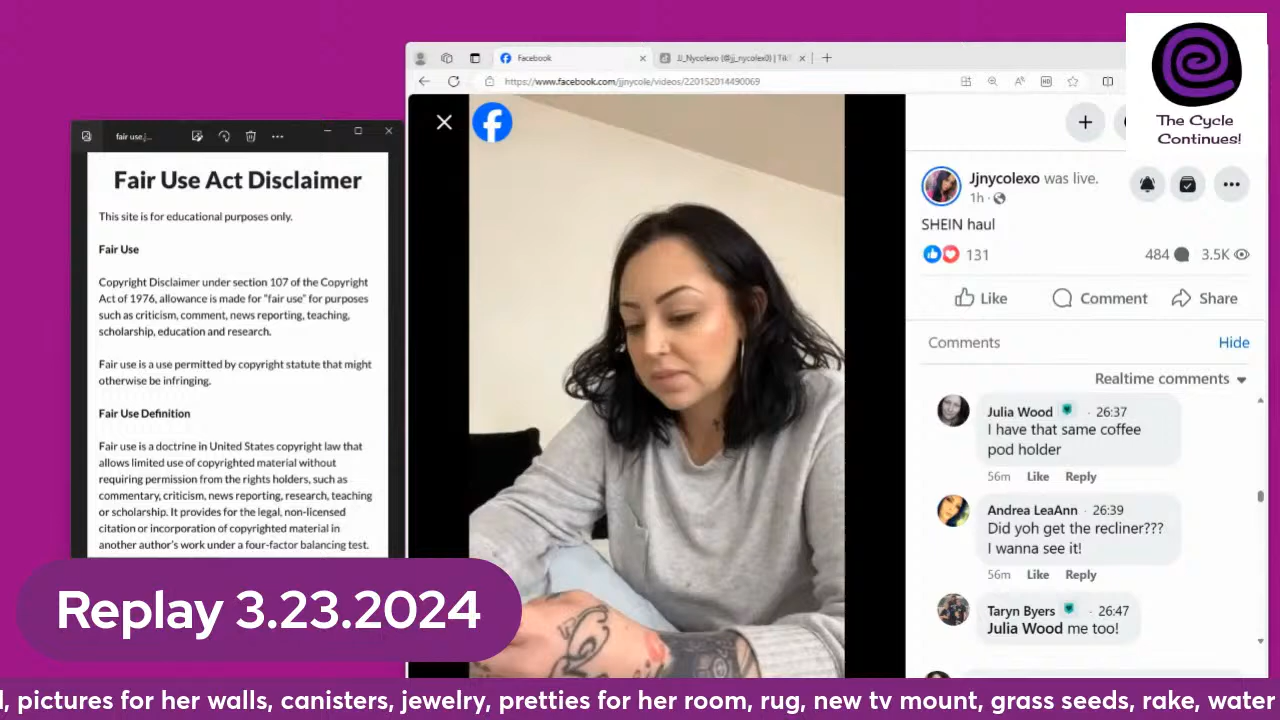 The Cycle
Continues!
Facebook
JJ_Nycolexo (@jj_nycolex0) | TikT
https://www.facebook.com/jjnycole/videos/220152014490069
fair use.j...
Fair Use Act Disclaimer
This site is for educational purposes only.
Fair Use
Copyright Disclaimer under section 107 of the Copyright
Act of 1976, allowance is made for “fair use” for purposes
such as criticism, comment, news reporting, teaching,
scholarship, education and research.
Fair use is a use permitted by copyright statute that might
otherwise be infringing.
Fair Use Definition
Fair use is a doctrine in United States copyright law that
allows limited use of copyrighted material without
requiring permission from the rights holders, such as
commentary, criticism, news reporting, research, teaching
or scholarship. It provides for the legal, non-licensed
citation or incorporation of copyrighted material in
another author’s work under a four-factor balancing test.
Jjnycolexo was live.
1h ·
SHEIN haul
131
484
3.5K
Like
Comment
Share
Comments
Hide
Realtime comments
Julia Wood · 26:37
I have that same coffee
pod holder
56m Like Reply
Andrea LeaAnn · 26:39
Did yoh get the recliner???
I wanna see it!
56m Like Reply
Taryn Byers · 26:47
Julia Wood me too!
Replay 3.23.2024
, pictures for her walls, canisters, jewelry, pretties for her room, rug, new tv mount, grass seeds, rake, water